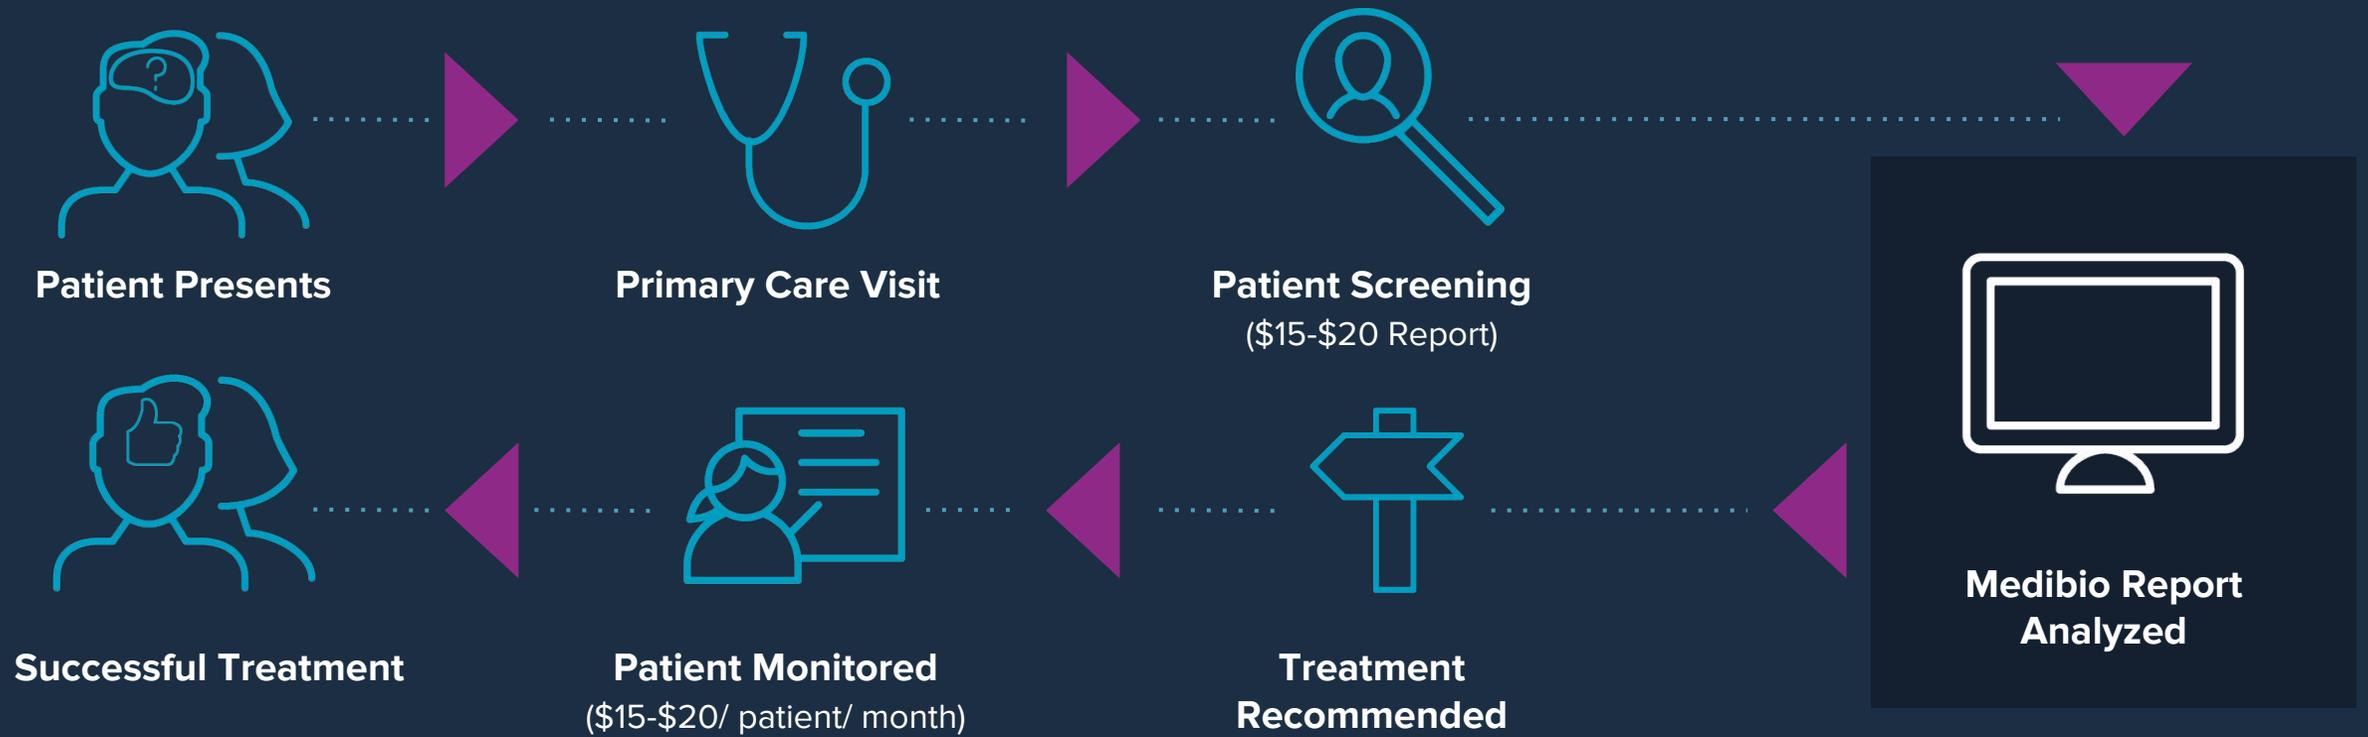 ?
Patient Presents
Primary Care Visit
Patient Screening
($15-$20 Report)
Medibio Report
Analyzed
Treatment
Recommended
Patient Monitored
($15-$20/ patient/ month)
Successful Treatment